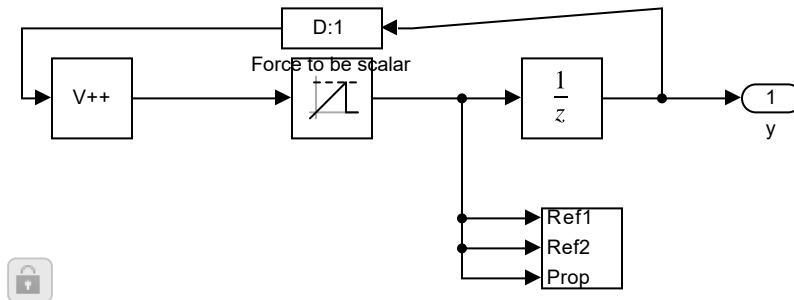 D:1
Force to be scalar
V++
1
z
1
y
Ref1
Ref2
Prop